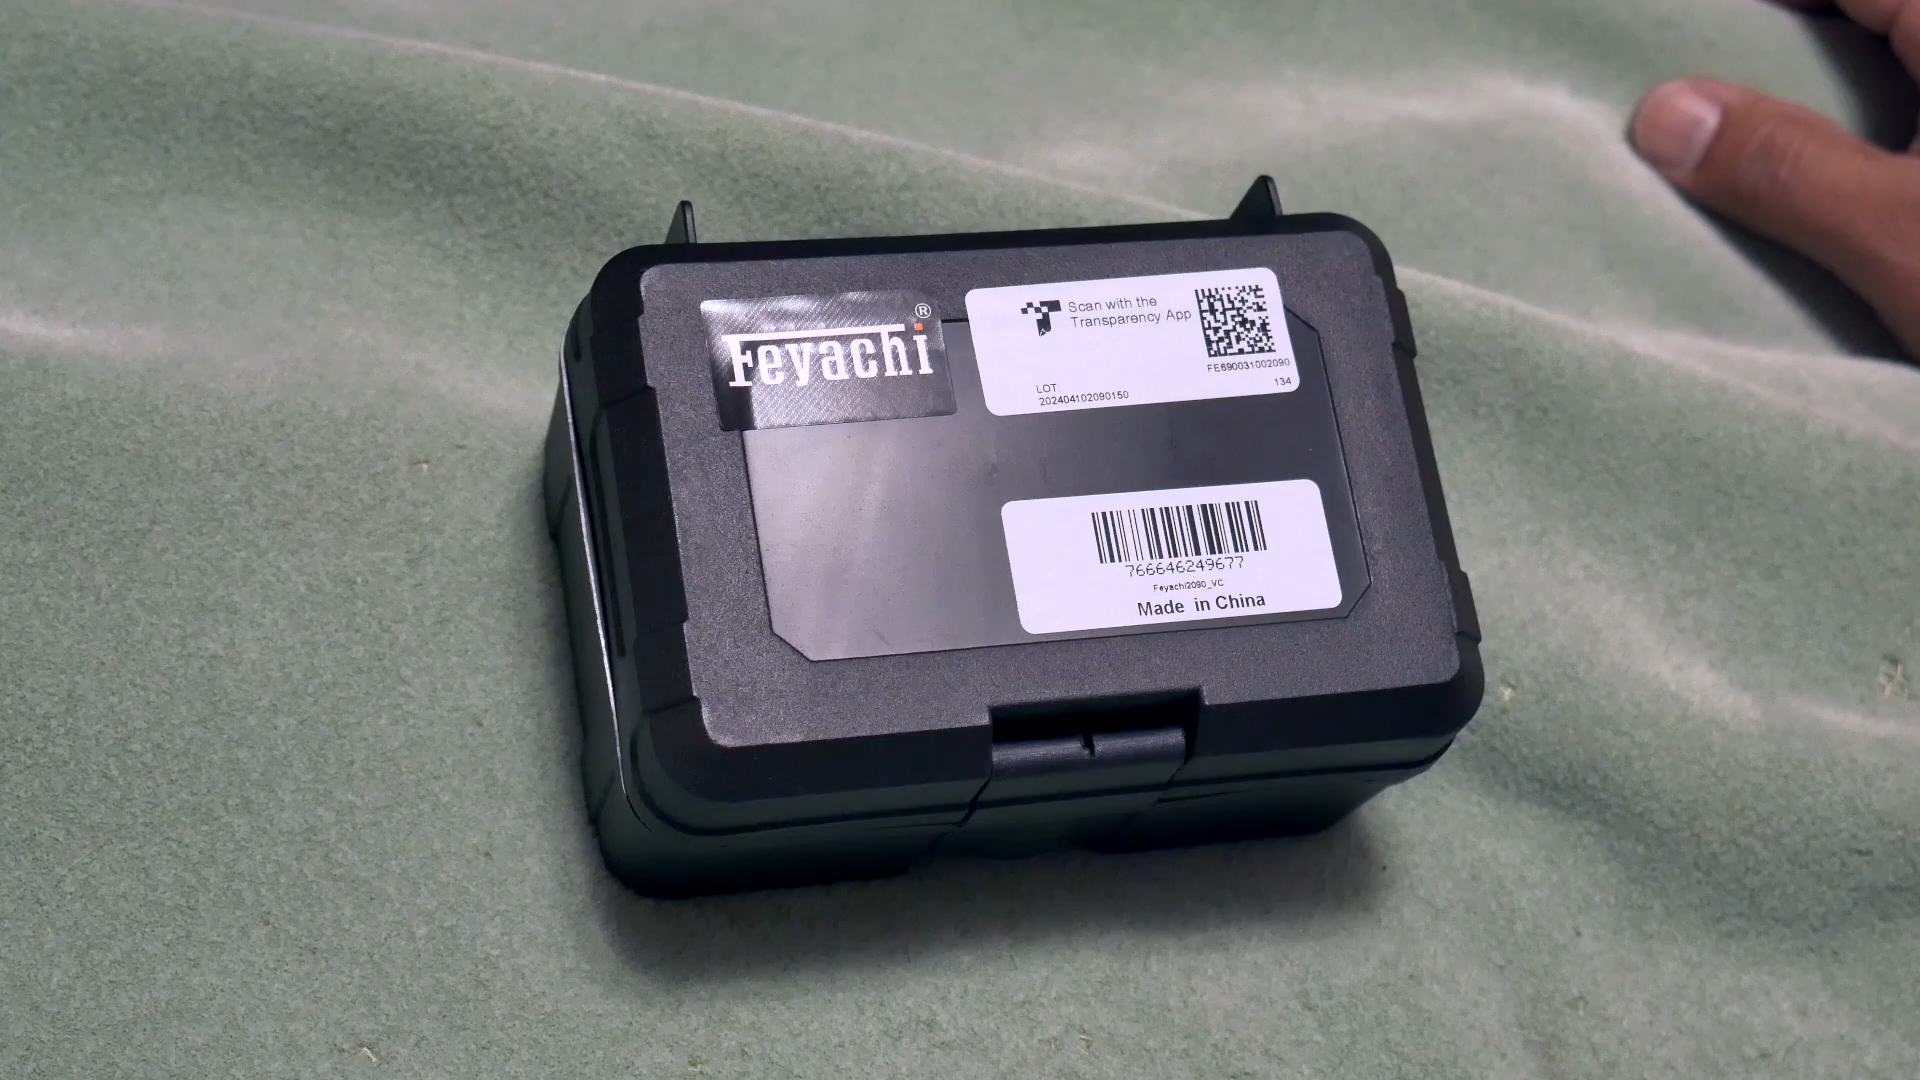 Feyachi®
Scan with the
Transparency App
FE690031002090
134
LOT:
202404102090150
766646249677
Feyachi2090_VC
Made in China